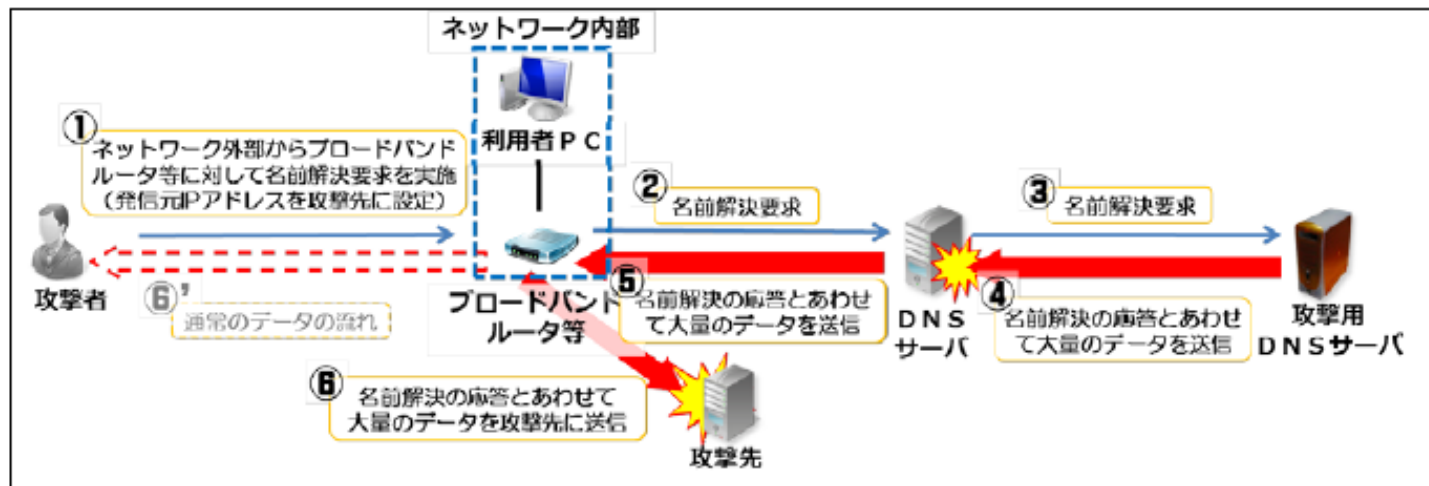 ネットワーク内部
利用者PC
①
ネットワーク外部からブロードバンド
ルータ等に対して名前解決要求を実施
(発信元IPアドレスを攻撃先に設定)
②
名前解決要求
③
名前解決要求
攻撃者
⑥'
通常のデータの流れ
ブロードバンド
ルータ等
⑤
名前解決の応答とあわせ
て大量のデータを送信
DNS
サーバ
④
名前解決の応答とあわせ
て大量のデータを送信
攻撃用
DNSサーバ
⑥
名前解決の応答とあわせて
大量のデータを攻撃先に送信
攻撃先